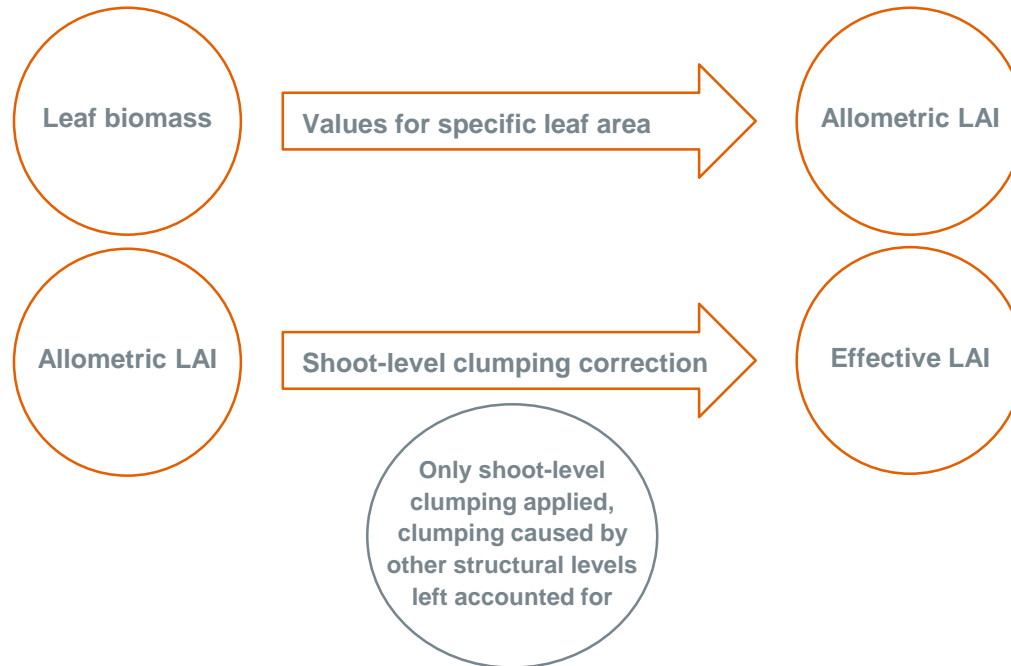 Leaf biomass
Values for specific leaf area
Allometric LAI
Allometric LAI
Shoot-level clumping correction
Effective LAI
Only shoot-level
clumping applied,
clumping caused by
other structural levels
left accounted for